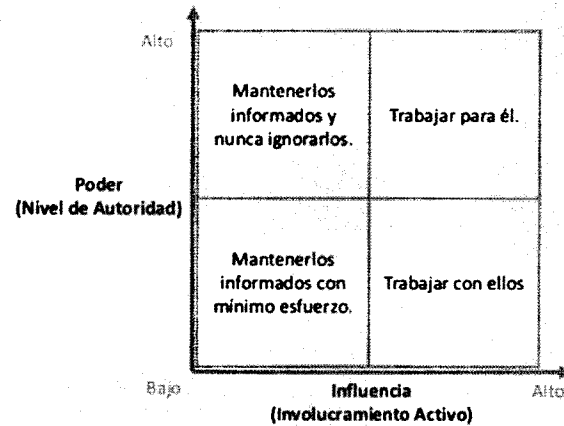 Alto
Mantenerlos
informados y
nunca ignorarlos.
Trabajar para él.
Poder
(Nivel de Autoridad)
Mantenerlos
informados con
mínimo esfuerzo.
Trabajar con ellos
Bajo
Influencia
Alto
(Involucramiento Activo)